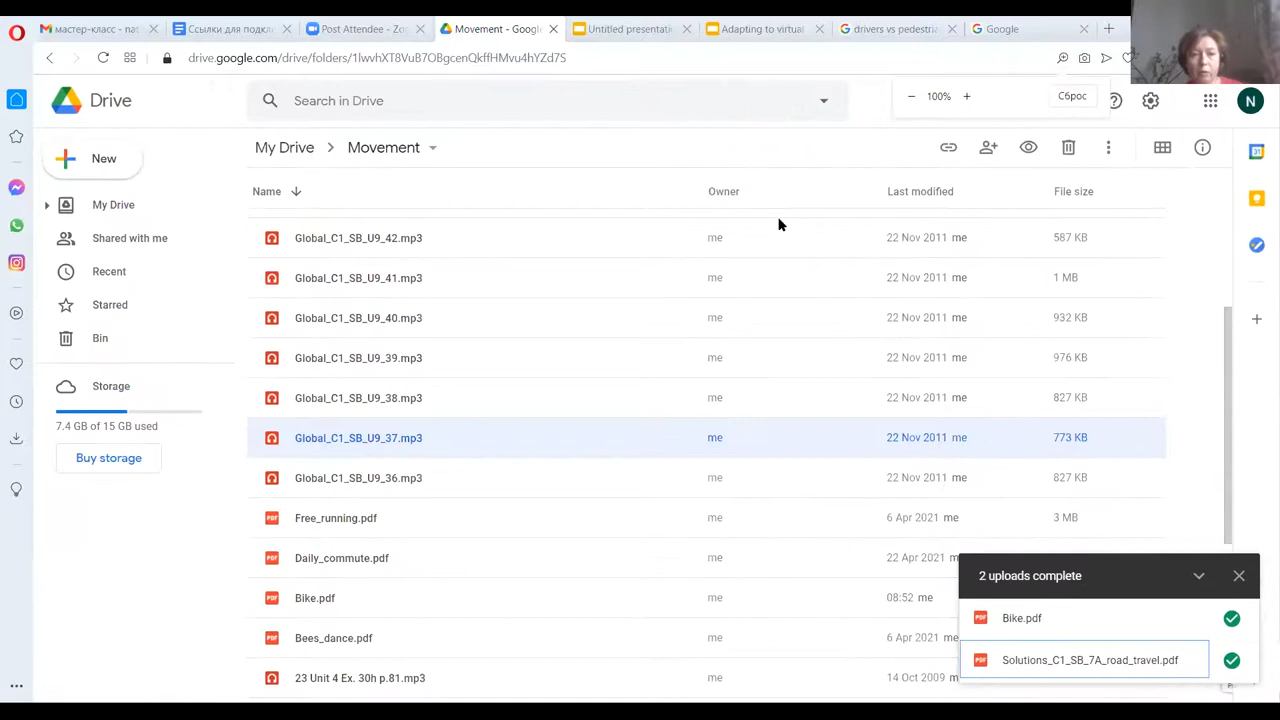 мастер-класс - nat
Ссылки для подкл
Post Attendee - Zoo
Movement - Google
Untitled presentatio
Adapting to virtual
drivers vs pedestria
Google
drive.google.com/drive/folders/1lwvhXT8VuB7OBgcenQkffHMvu4hYZd7S
Drive
Search in Drive
100%
Сброс
N
New
My Drive
Movement
My Drive
Shared with me
Recent
Starred
Bin
Storage
7.4 GB of 15 GB used
Buy storage
Name Owner Last modified File size
Global_C1_SB_U9_42.mp3 me 22 Nov 2011 me 587 KB
Global_C1_SB_U9_41.mp3 me 22 Nov 2011 me 1 MB
Global_C1_SB_U9_40.mp3 me 22 Nov 2011 me 932 KB
Global_C1_SB_U9_39.mp3 me 22 Nov 2011 me 976 KB
Global_C1_SB_U9_38.mp3 me 22 Nov 2011 me 827 KB
Global_C1_SB_U9_37.mp3 me 22 Nov 2011 me 773 KB
Global_C1_SB_U9_36.mp3 me 22 Nov 2011 me 827 KB
Free_running.pdf me 6 Apr 2021 me 3 MB
Daily_commute.pdf me 22 Apr 2021 m
Bike.pdf me 08:52 me
Bees_dance.pdf me 6 Apr 2021 me
23 Unit 4 Ex. 30h p.81.mp3 me 14 Oct 2009 m
2 uploads complete
Bike.pdf
Solutions_C1_SB_7A_road_travel.pdf